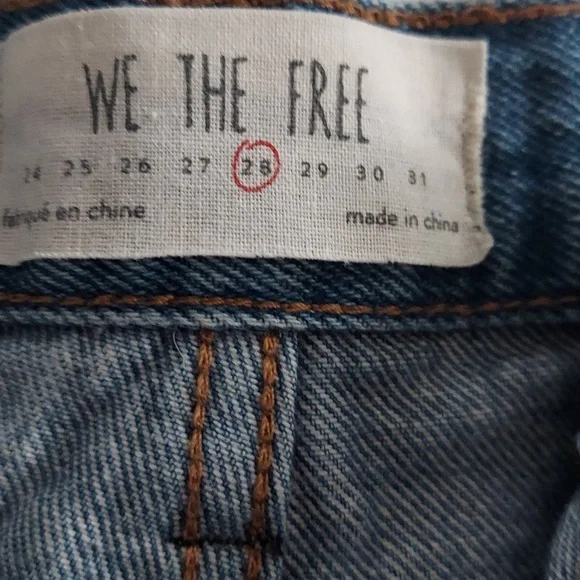 WE THE FREE
24 25 26 27 28 29 30 31
fabriqué en chine made in china